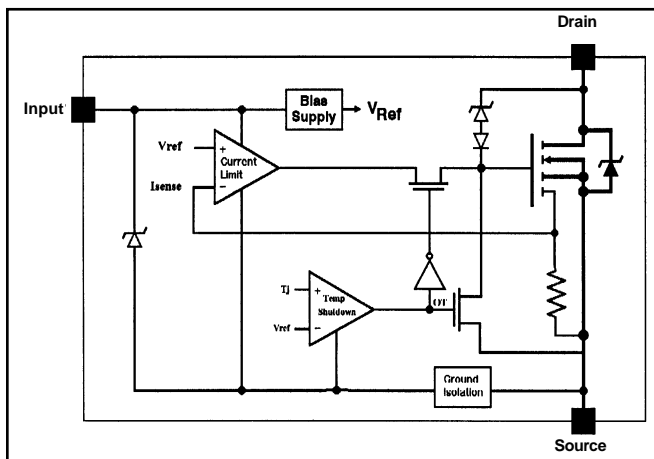 Drain
Input
Bias
Supply
VRef
Vref
+
Current
Limit
Isense
−
Tj
+
Temp
Shutdown
OT
Vref
−
Ground
Isolation
Source